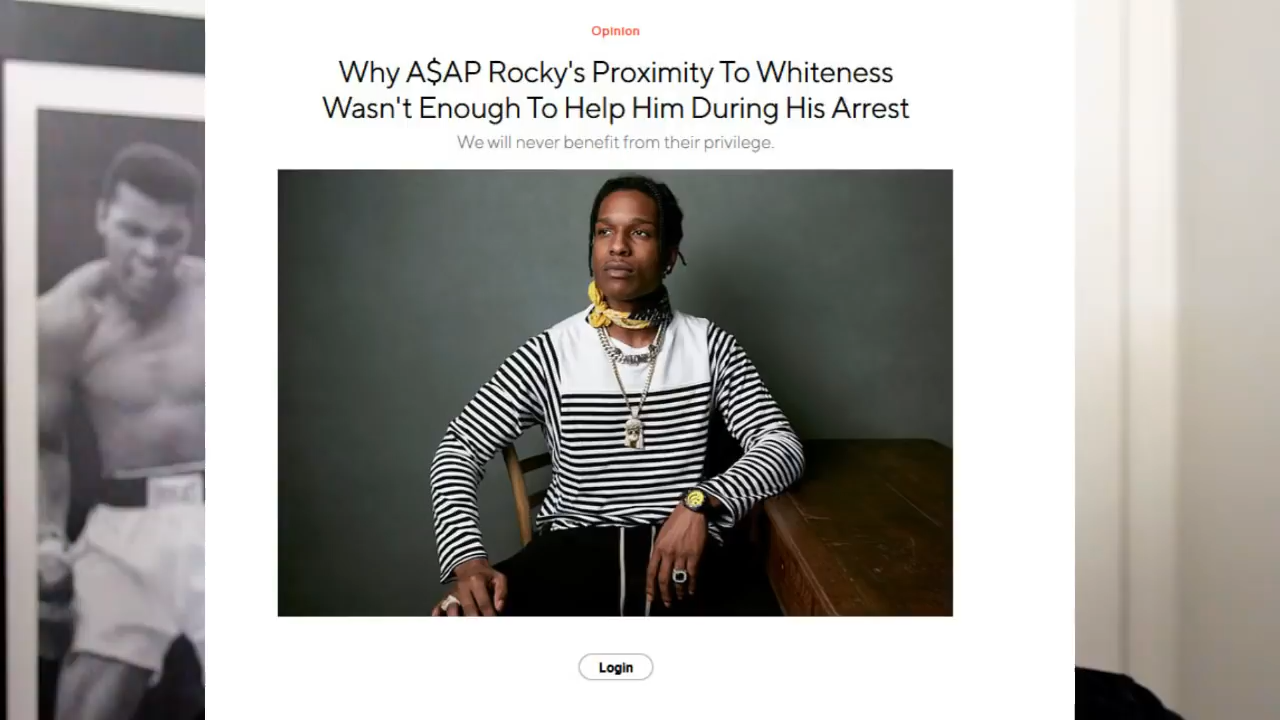 Opinion
Why A$AP Rocky's Proximity To Whiteness
Wasn't Enough To Help Him During His Arrest
We will never benefit from their privilege.
Login